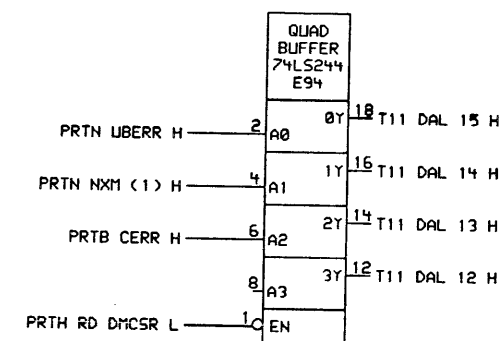 QUAD
BUFFER
74LS244
E94
PRTN UBERR H 2 A0 0Y 18 T11 DAL 15 H
PRTN NXM (1) H 4 A1 1Y 16 T11 DAL 14 H
PRTB CERR H 6 A2 2Y 14 T11 DAL 13 H
8 A3 3Y 12 T11 DAL 12 H
PRTH RD DMCSR L 1 EN